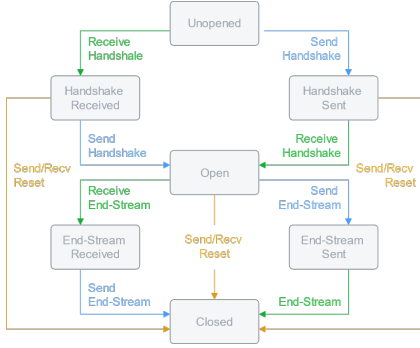 Unopened
Receive
Handshale
Send
Handshake
Handshake
Received
Handshake
Sent
Send
Handshake
Receive
Handshake
Send/Recv
Reset
Open
Send/Recv
Reset
Receive
End-Stream
Send
End-Stream
End-Stream
Received
Send/Recv
Reset
End-Stream
Sent
Send
End-Stream
End-Stream
Closed